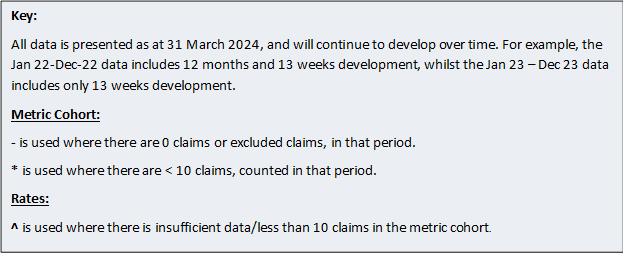 Key:
All data is presented as at 31 March 2024, and will continue to develop over time. For example, the
Jan 22-Dec-22 data includes 12 months and 13 weeks development, whilst the Jan 23 – Dec 23 data
includes only 13 weeks development.
Metric Cohort:
- is used where there are 0 claims or excluded claims, in that period.
* is used where there are < 10 claims, counted in that period.
Rates:
^ is used where there is insufficient data/less than 10 claims in the metric cohort.